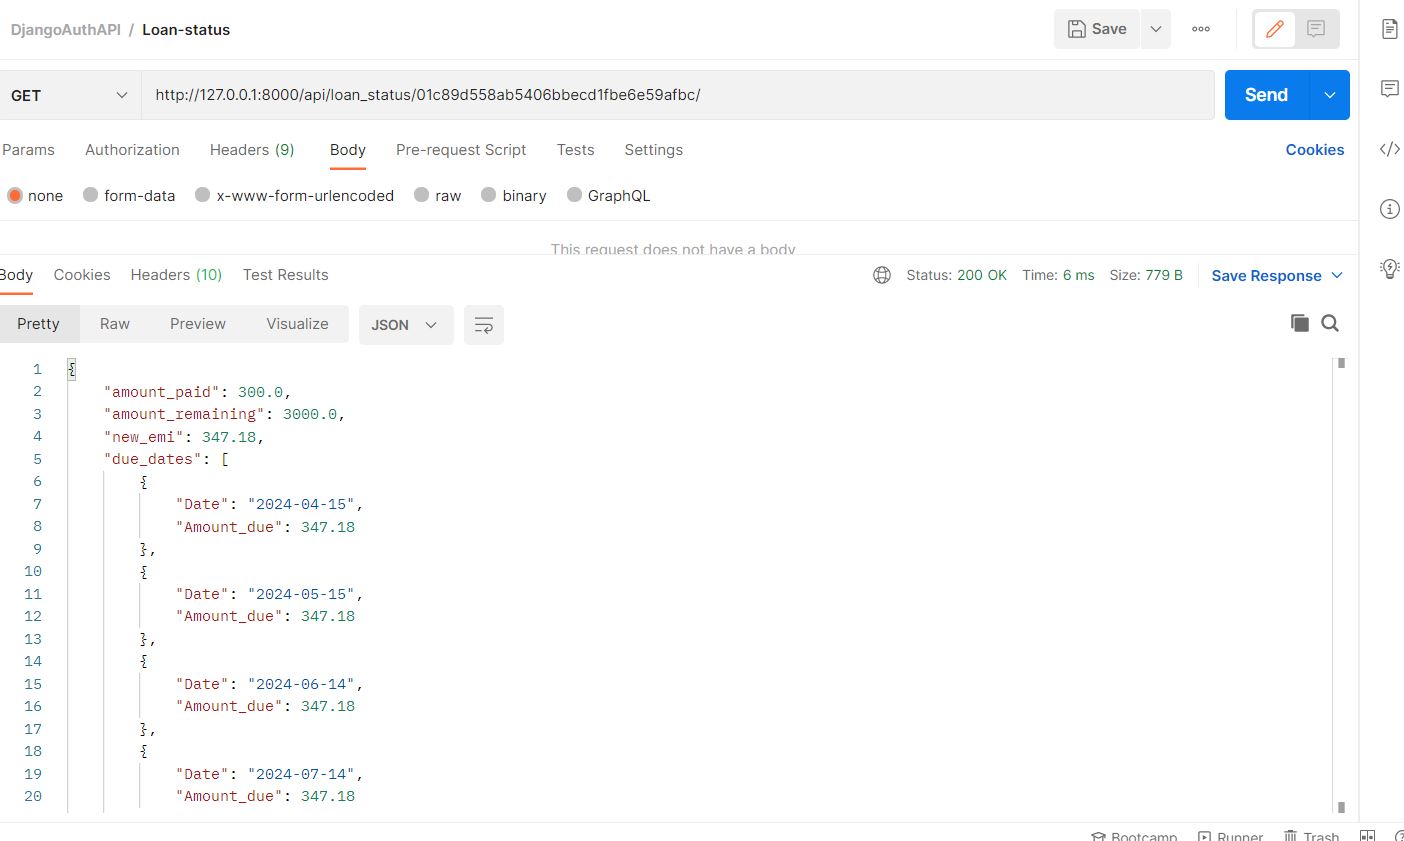 DjangoAuthAPI / Loan-status
Save
GET
http://127.0.0.1:8000/api/loan_status/01c89d558ab5406bbecd1fbe6e59afbc/
Send
Params Authorization Headers (9) Body Pre-request Script Tests Settings Cookies
none form-data x-www-form-urlencoded raw binary GraphQL
This request does not have a body
Body Cookies Headers (10) Test Results
Status: 200 OK Time: 6 ms Size: 779 B Save Response
Pretty Raw Preview Visualize JSON
1 {
2 "amount_paid": 300.0,
3 "amount_remaining": 3000.0,
4 "new_emi": 347.18,
5 "due_dates": [
6 {
7 "Date": "2024-04-15",
8 "Amount_due": 347.18
9 },
10 {
11 "Date": "2024-05-15",
12 "Amount_due": 347.18
13 },
14 {
15 "Date": "2024-06-14",
16 "Amount_due": 347.18
17 },
18 {
19 "Date": "2024-07-14",
20 "Amount_due": 347.18
Bootcamp Runner Trash